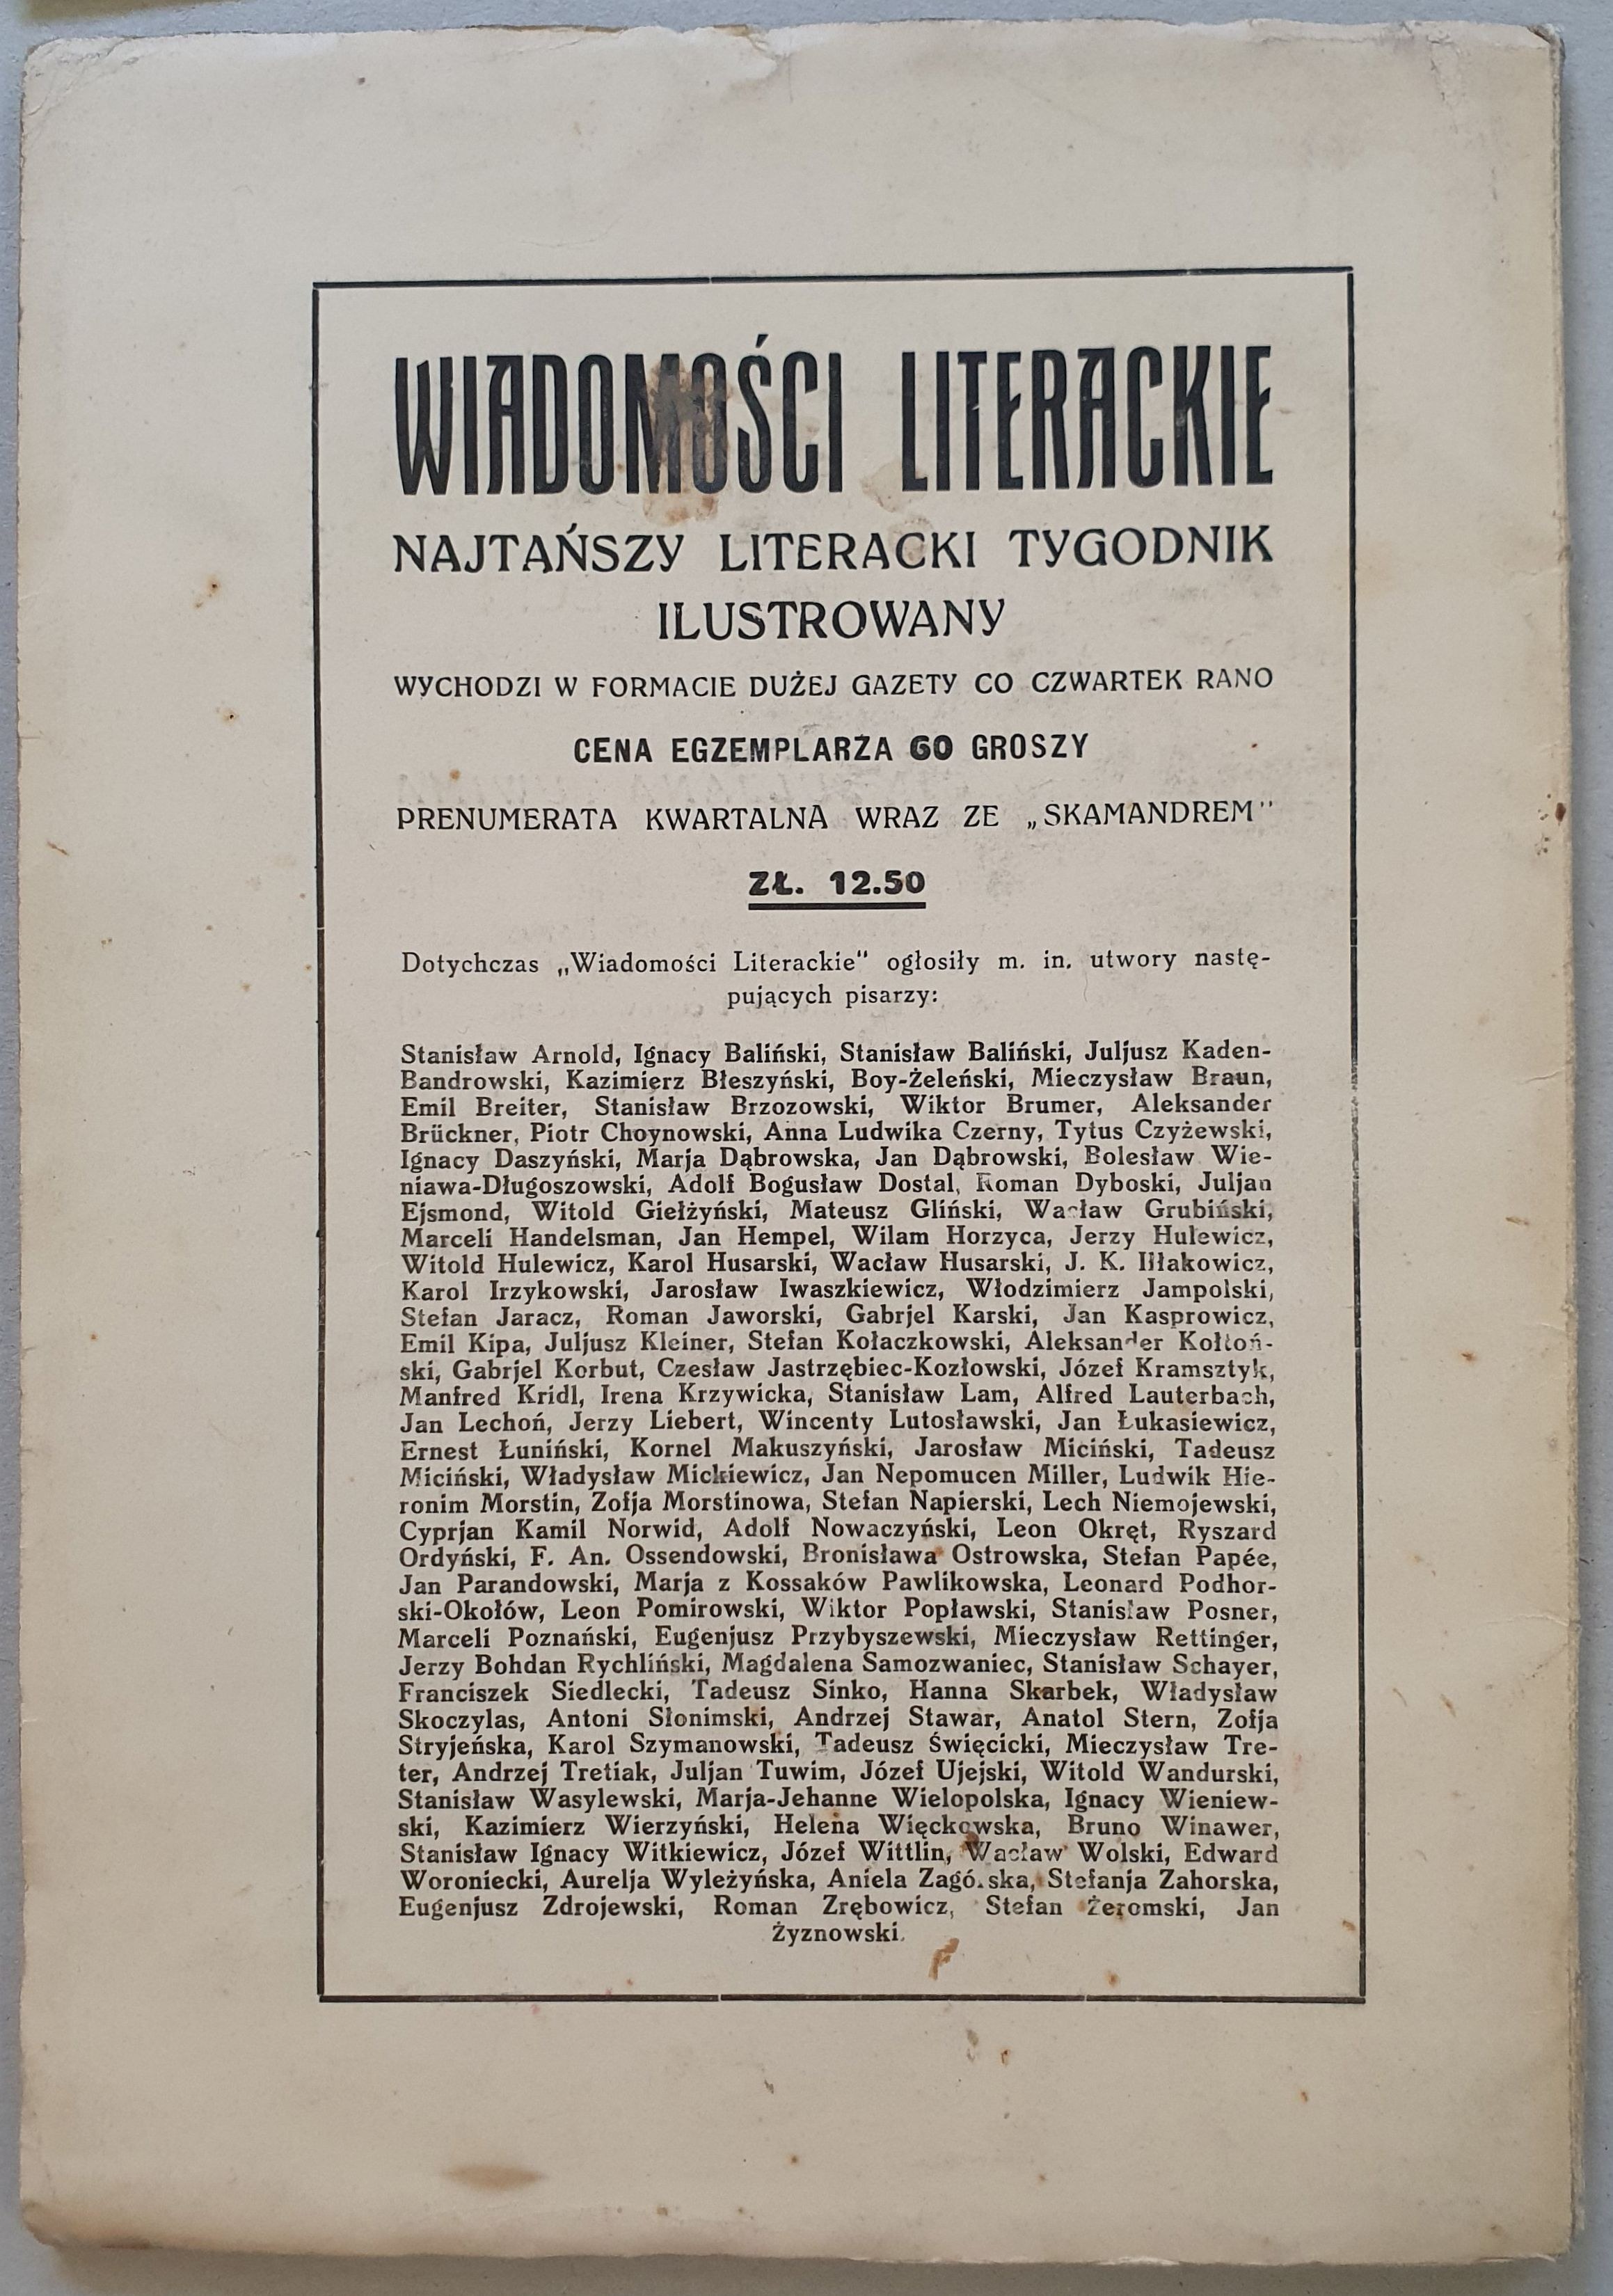 WIADOMOŚCI LITERACKIE
NAJTAŃSZY LITERACKI TYGODNIK
ILUSTROWANY
WYCHODZI W FORMACIE DUŻEJ GAZETY CO CZWARTEK RANO
CENA EGZEMPLARZA 60 GROSZY
PRENUMERATA KWARTALNA WRAZ ZE „SKAMANDREM"
ZŁ. 12.50
Dotychczas „Wiadomości Literackie" ogłosiły m. in. utwory nastę-
pujących pisarzy:
Stanisław Arnold, Ignacy Baliński, Stanisław Baliński, Juljusz Kaden-
Bandrowski, Kazimierz Błeszyński, Boy-Żeleński, Mieczysław Braun,
Emil Breiter, Stanisław Brzozowski, Wiktor Brumer, Aleksander
Brückner, Piotr Choynowski, Anna Ludwika Czerny, Tytus Czyżewski,
Ignacy Daszyński, Marja Dąbrowska, Jan Dąbrowski, Bolesław Wie-
niawa-Długoszowski, Adolf Bogusław Dostal, Roman Dyboski, Juljan
Ejsmond, Witold Giełżyński, Mateusz Gliński, Wacław Grubiński,
Marceli Handelsman, Jan Hempel, Wilam Horzyca, Jerzy Hulewicz,
Witold Hulewicz, Karol Husarski, Wacław Husarski, J. K. Iłłakowicz,
Karol Irzykowski, Jarosław Iwaszkiewicz, Włodzimierz Jampolski,
Stefan Jaracz, Roman Jaworski, Gabrjel Karski, Jan Kasprowicz,
Emil Kipa, Juljusz Kleiner, Stefan Kołaczkowski, Aleksander Kołtoń-
ski, Gabrjel Korbut, Czesław Jastrzębiec-Kozłowski, Józef Kramsztyk,
Manfred Kridl, Irena Krzywicka, Stanisław Lam, Alfred Lauterbach,
Jan Lechoń, Jerzy Liebert, Wincenty Lutosławski, Jan Łukasiewicz,
Ernest Łuniński, Kornel Makuszyński, Jarosław Miciński, Tadeusz
Miciński, Władysław Mickiewicz, Jan Nepomucen Miller, Ludwik Hie-
ronim Morstin, Zofja Morstinowa, Stefan Napierski, Lech Niemojewski,
Cyprjan Kamil Norwid, Adolf Nowaczyński, Leon Okręt, Ryszard
Ordyński, F. An. Ossendowski, Bronisława Ostrowska, Stefan Papée,
Jan Parandowski, Marja z Kossaków Pawlikowska, Leonard Podhor-
ski-Okołów, Leon Pomirowski, Wiktor Popławski, Stanisław Posner,
Marceli Poznański, Eugenjusz Przybyszewski, Mieczysław Rettinger,
Jerzy Bohdan Rychliński, Magdalena Samozwaniec, Stanisław Schayer,
Franciszek Siedlecki, Tadeusz Sinko, Hanna Skarbek, Władysław
Skoczylas, Antoni Słonimski, Andrzej Stawar, Anatol Stern, Zofja
Stryjeńska, Karol Szymanowski, Tadeusz Święcicki, Mieczysław Tre-
ter, Andrzej Tretiak, Juljan Tuwim, Józef Ujejski, Witold Wandurski,
Stanisław Wasylewski, Marja-Jehanne Wielopolska, Ignacy Wieniew-
ski, Kazimierz Wierzyński, Helena Więckowska, Bruno Winawer,
Stanisław Ignacy Witkiewicz, Józef Wittlin, Wacław Wolski, Edward
Woroniecki, Aurelja Wyleżyńska, Aniela Zagórska, Stefanja Zahorska,
Eugenjusz Zdrojewski, Roman Zrębowicz, Stefan Żeromski, Jan
Żyznowski.